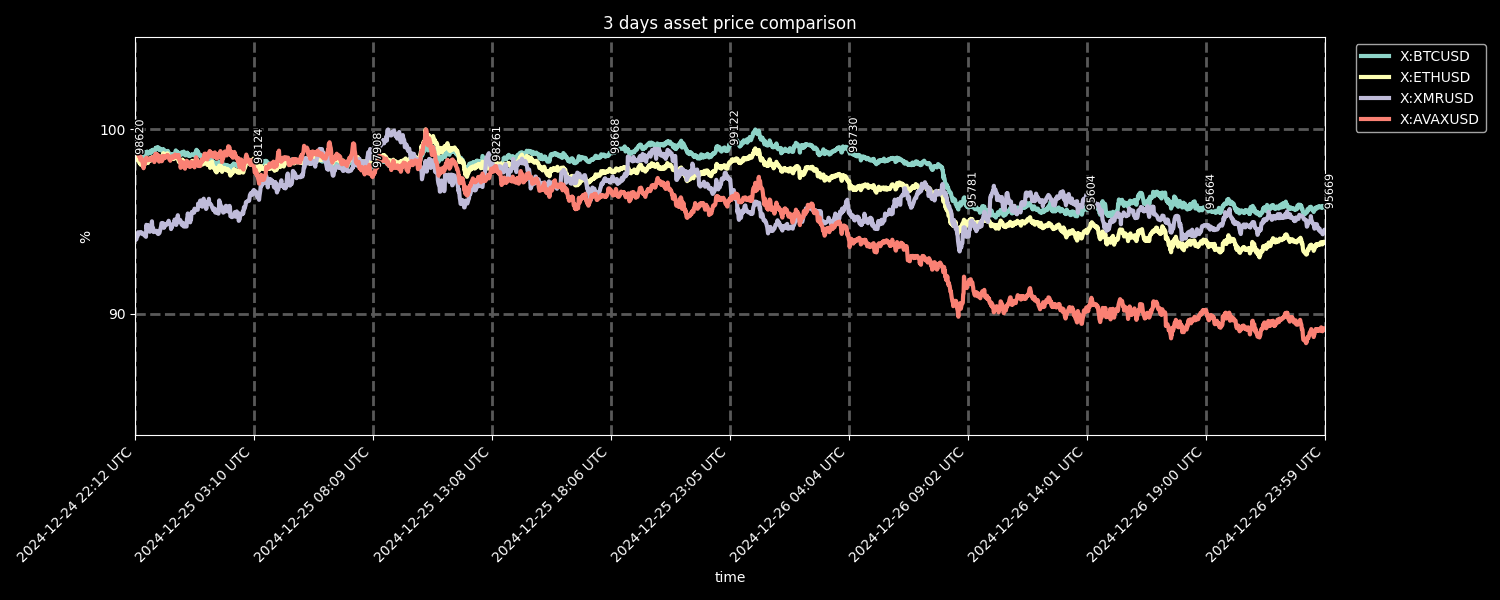 3 days asset price comparison
X:BTCUSD
X:ETHUSD
X:XMRUSD
X:AVAXUSD
100
90
%
98620
98124
97908
98261
98668
99122
98730
95781
95604
95664
95669
2024-12-24 22:12 UTC
2024-12-25 03:10 UTC
2024-12-25 08:09 UTC
2024-12-25 13:08 UTC
2024-12-25 18:06 UTC
2024-12-25 23:05 UTC
2024-12-26 04:04 UTC
2024-12-26 09:02 UTC
2024-12-26 14:01 UTC
2024-12-26 19:00 UTC
2024-12-26 23:59 UTC
time